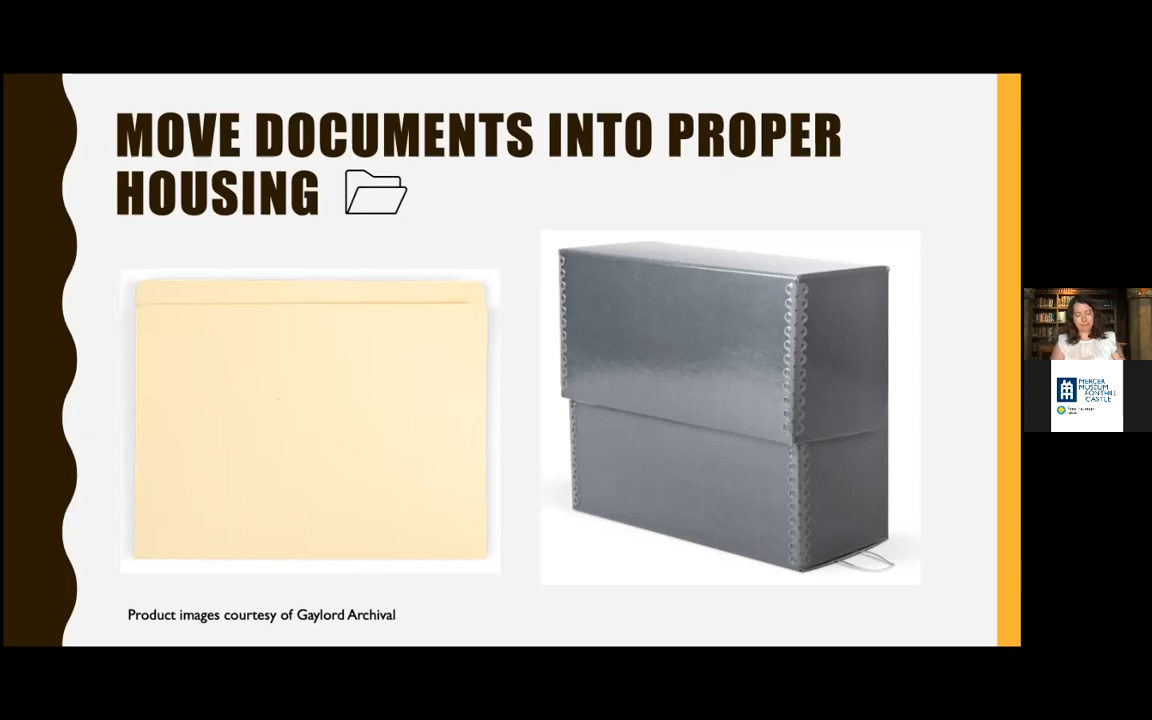 MOVE DOCUMENTS INTO PROPER
HOUSING
Product images courtesy of Gaylord Archival
MERCER
MUSEUM
FONTHILL
CASTLE